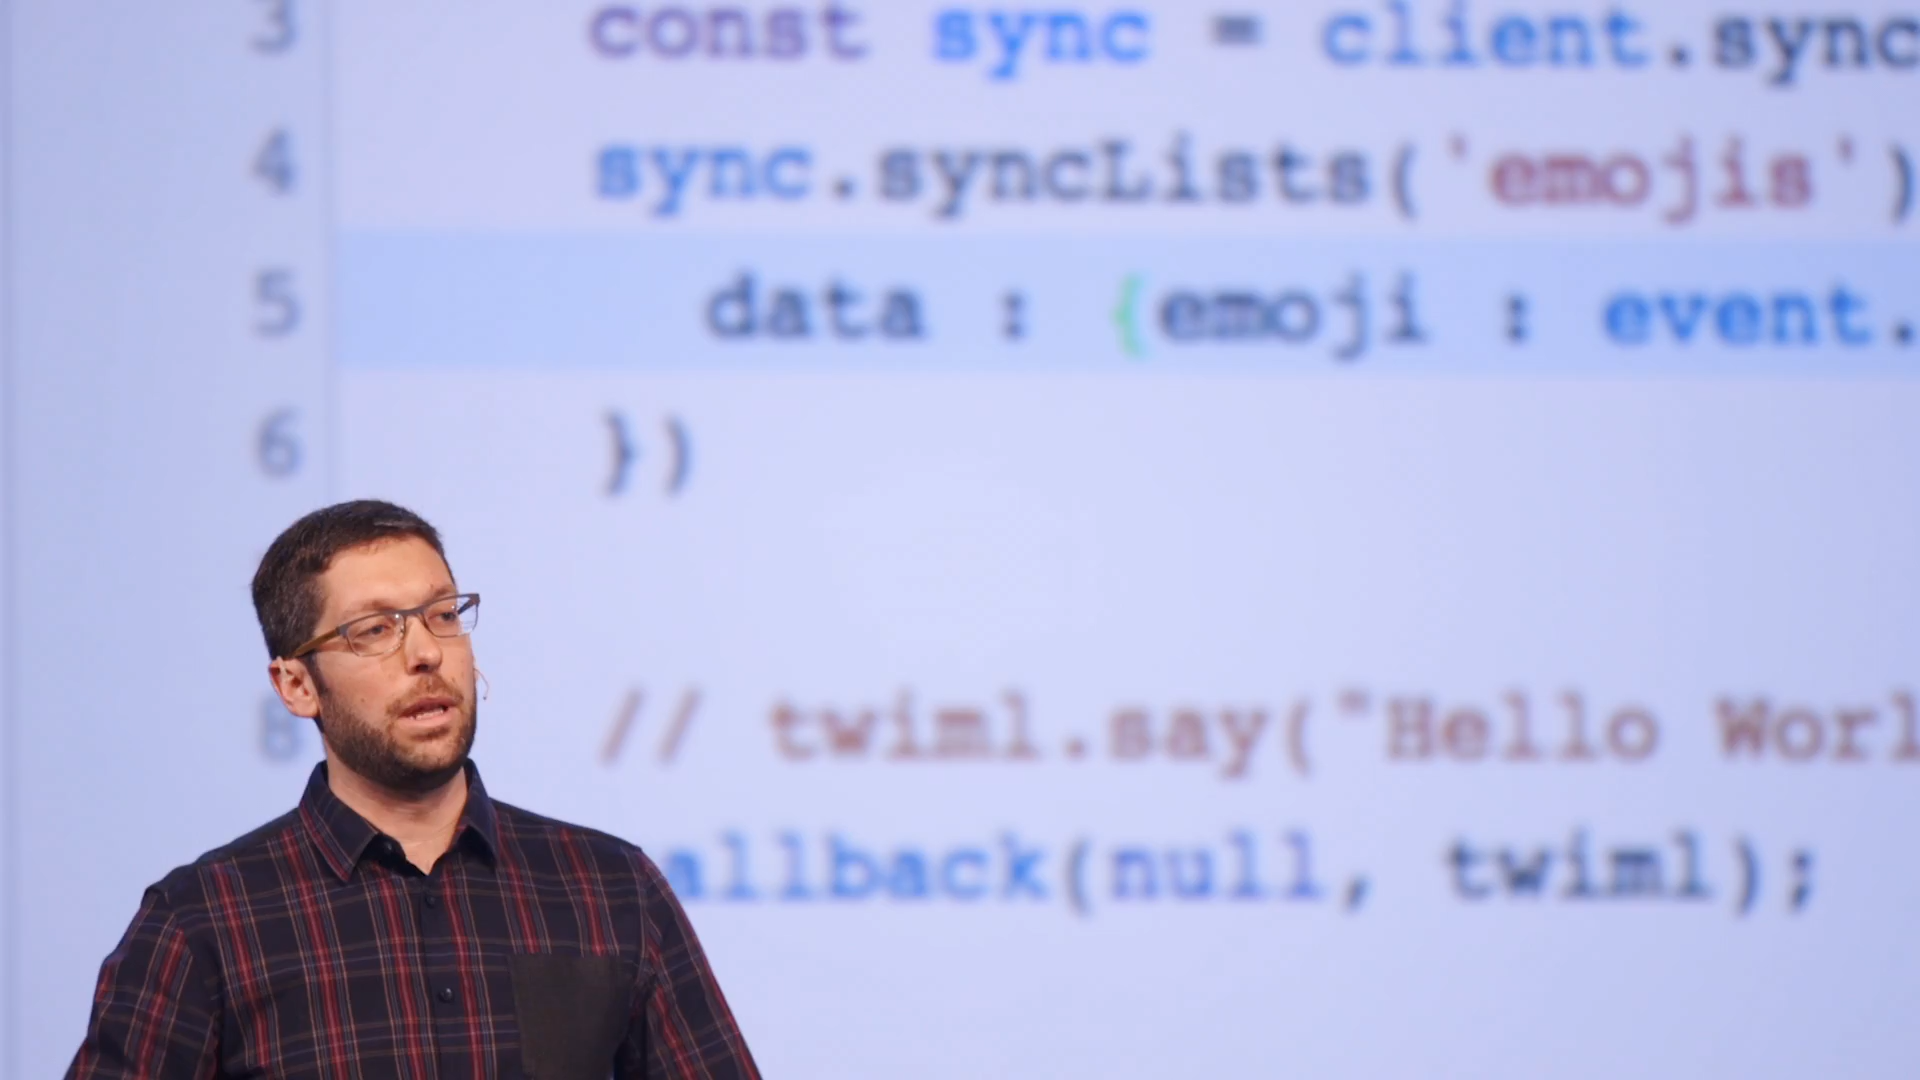 3 const sync = client.sync
4 sync.syncLists('emojis')
5 data : {emoji : event.
6 })
8 // twiml.say("Hello Worl
allback(null, twiml);